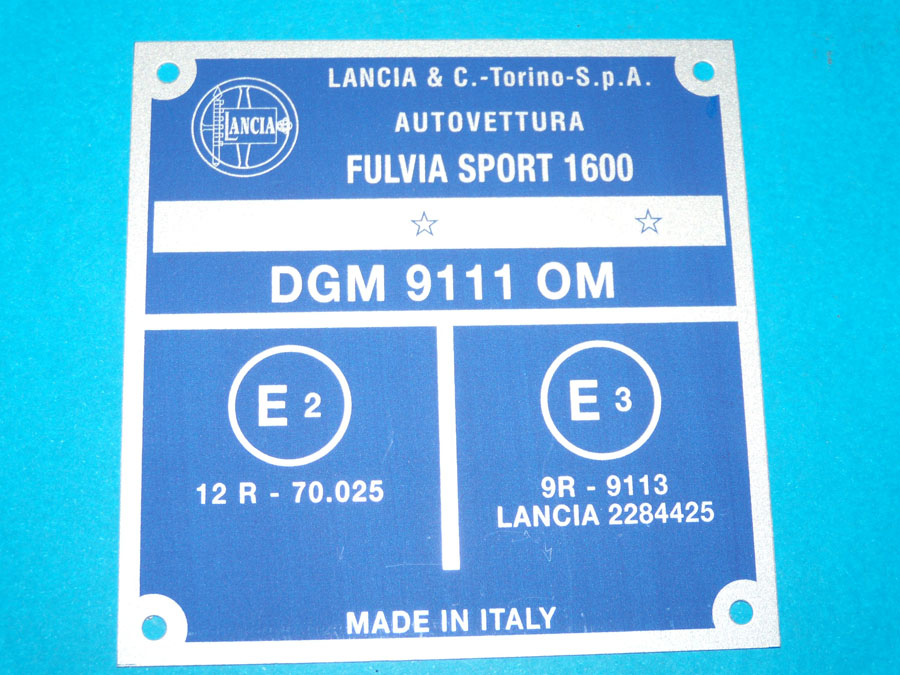 LANCIA & C.-Torino-S.p.A.
LANCIA
AUTOVETTURA
FULVIA SPORT 1600
DGM 9111 OM
E 2
12 R - 70.025
E 3
9R - 9113
LANCIA 2284425
MADE IN ITALY